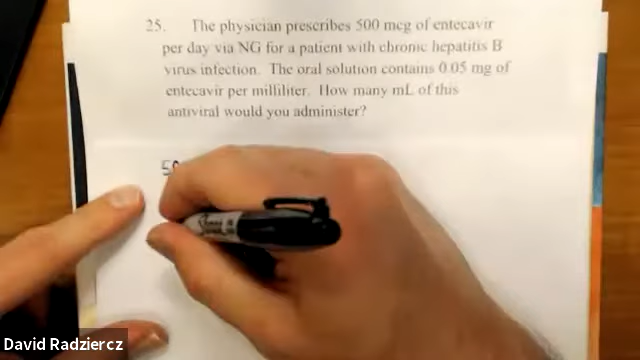 25. The physician prescribes 500 mcg of entecavir
per day via NG for a patient with chronic hepatitis B
virus infection. The oral solution contains 0.05 mg of
entecavir per milliliter. How many mL of this
antiviral would you administer?
50
David Radziercz